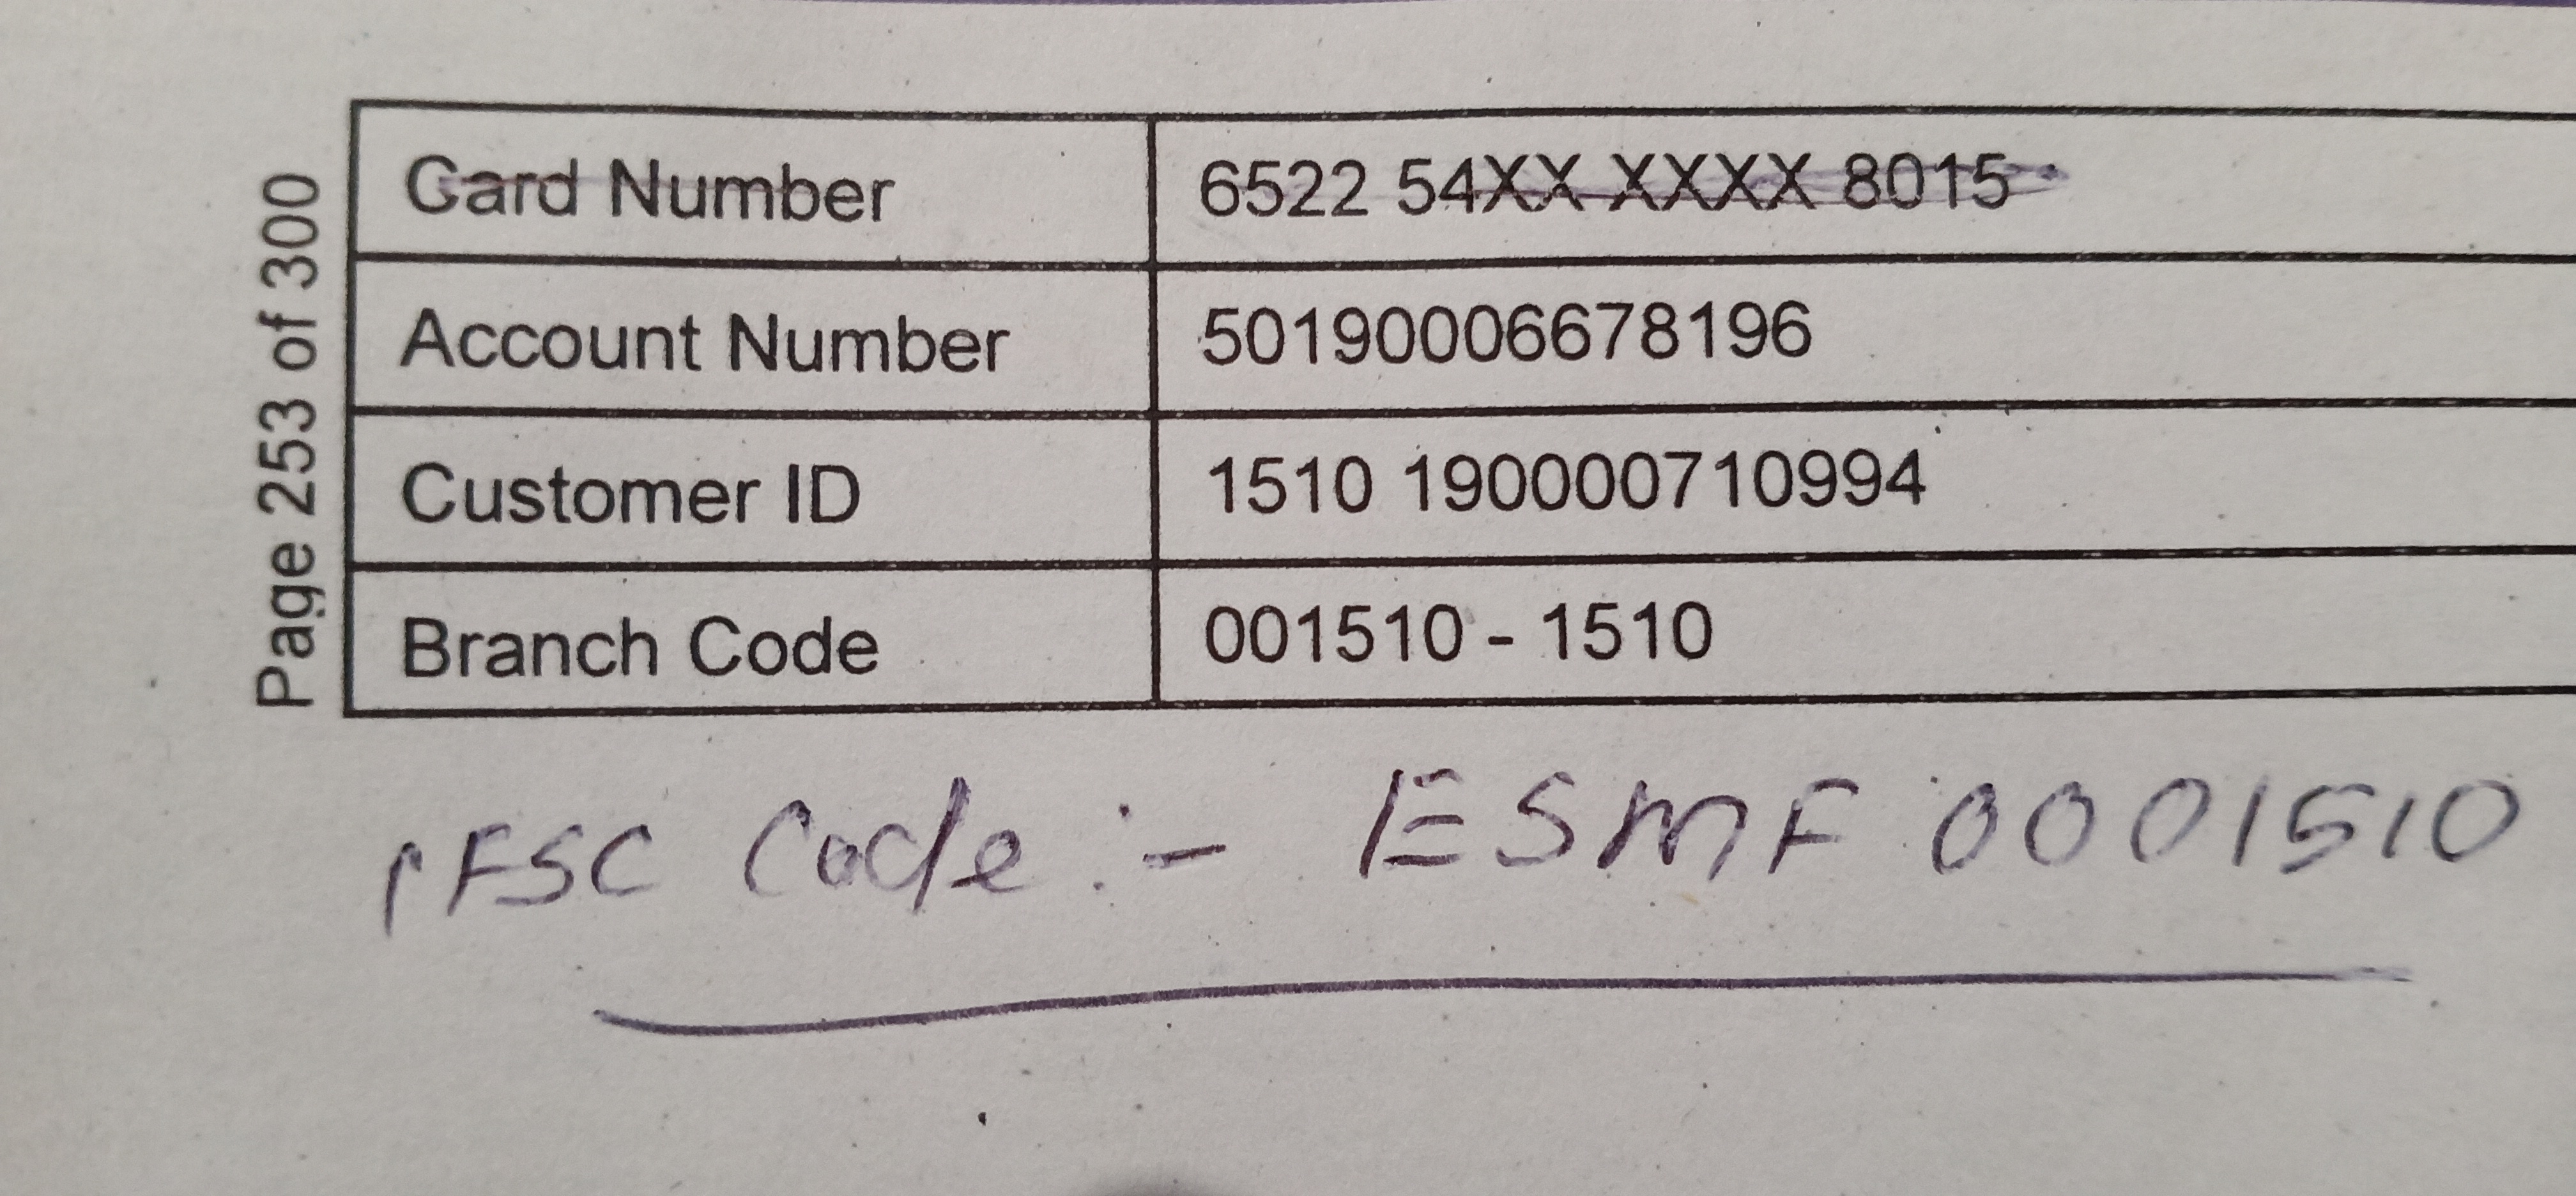 Page 253 of 300
Card Number 6522 54XX XXXX 8015
Account Number 50190006678196
Customer ID 1510 190000710994
Branch Code 001510 - 1510
IFSC Code :- ESMF 0001510